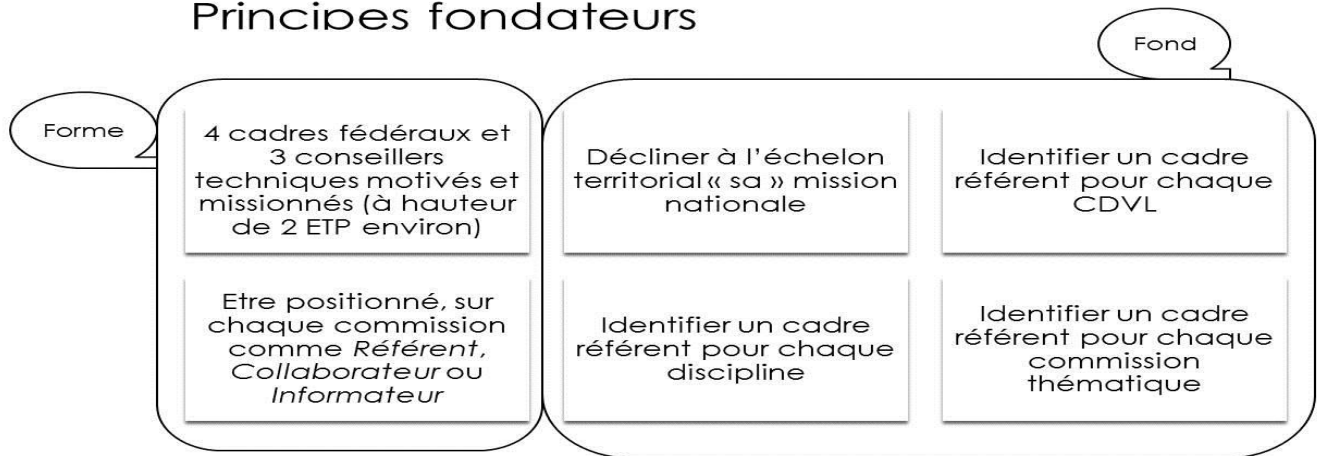 Principes fondateurs
Fond
Forme
4 cadres fédéraux et
3 conseillers
techniques motivés et
missionnés (à hauteur
de 2 ETP environ)
Décliner à l'échelon
territorial « sa » mission
nationale
Identifier un cadre
référent pour chaque
CDVL
Etre positionné, sur
chaque commission
comme Référent,
Collaborateur ou
Informateur
Identifier un cadre
référent pour chaque
discipline
Identifier un cadre
référent pour chaque
commission
thématique